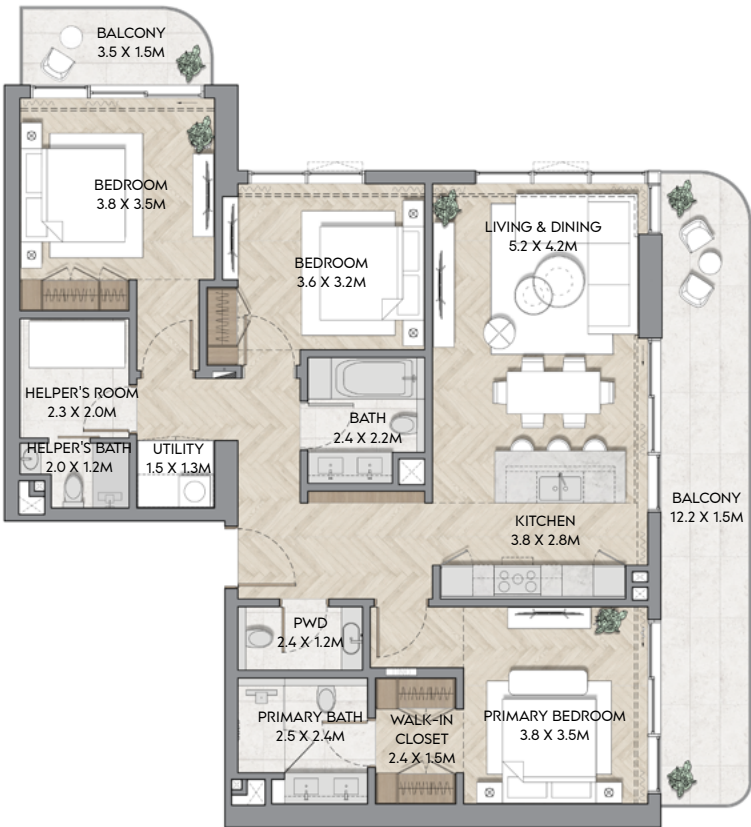 BALCONY
3.5 X 1.5M
BEDROOM
3.8 X 3.5M
LIVING & DINING
5.2 X 4.2M
BEDROOM
3.6 X 3.2M
HELPER'S ROOM
2.3 X 2.0M
BATH
2.4 X 2.2M
HELPER'S BATH
2.0 X 1.2M
UTILITY
1.5 X 1.3M
BALCONY
12.2 X 1.5M
KITCHEN
3.8 X 2.8M
PWD
2.4 X 1.2M
PRIMARY BATH
2.5 X 2.4M
WALK-IN
CLOSET
2.4 X 1.5M
PRIMARY BEDROOM
3.8 X 3.5M